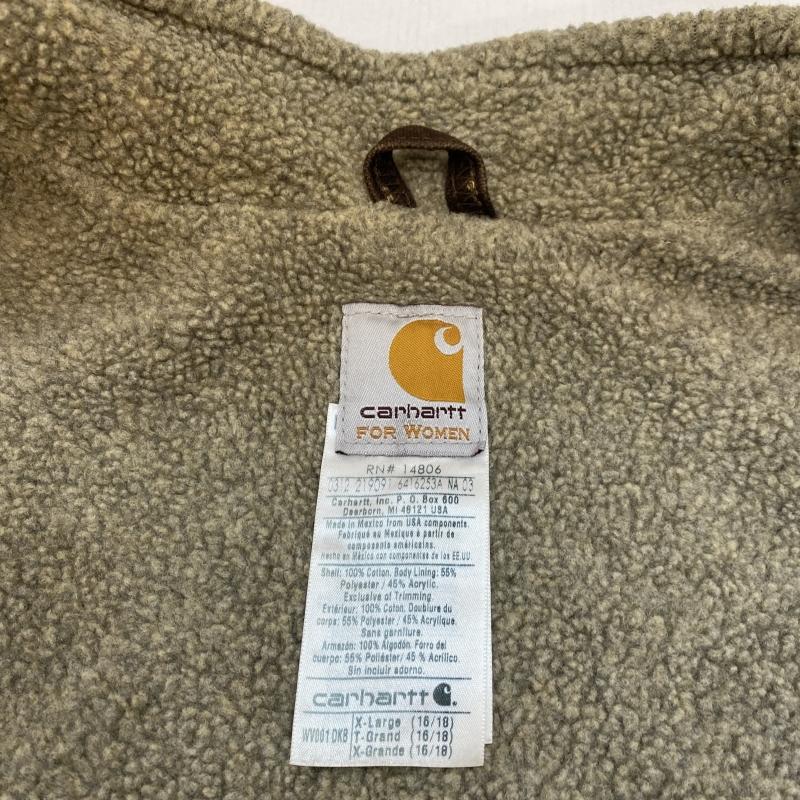 carhartt
FOR WOMEN
RN# 14806
0312 219091 6416253A NA 03
Carhartt, Inc. P. O. Box 600
Dearborn, MI 48121 USA
Made in Mexico from USA components.
Fabriqué au Mexique à partir de
composants américains.
Hecho en México con componentes de los EE.UU.
Shell: 100% Cotton. Body Lining: 55%
Polyester / 45% Acrylic.
Exclusive of Trimming.
Extérieur: 100% Coton. Doublure du
corps: 55% Polyester / 45% Acrylique.
Sans garniture.
Armazón: 100% Algodón. Forro del
cuerpo: 55% Poliéster/ 45 % Acrílico.
Sin incluir adorno.
carhartt
WV001 DKB
X-Large (16/18)
T-Grand (16/18)
X-Grande (16/18)